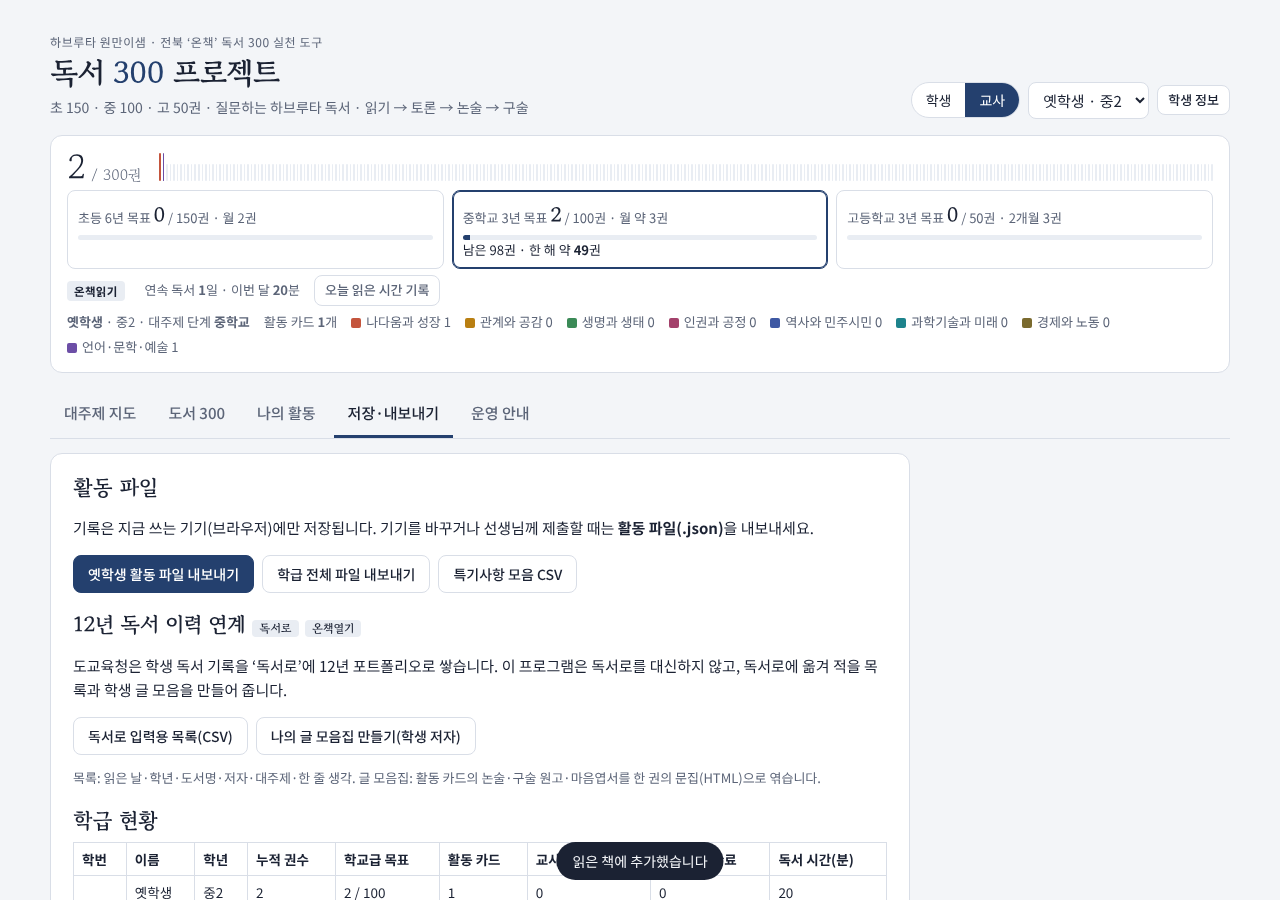 하브루타 원만이샘 · 전북 ‘온책’ 독서 300 실천 도구
독서 300 프로젝트
초 150 · 중 100 · 고 50권 · 질문하는 하브루타 독서 · 읽기 → 토론 → 논술 → 구술
학생 교사 옛학생 · 중2 학생 정보
2 / 300권
초등 6년 목표 0 / 150권 · 월 2권
중학교 3년 목표 2 / 100권 · 월 약 3권
남은 98권 · 한 해 약 49권
고등학교 3년 목표 0 / 50권 · 2개월 3권
온책읽기 연속 독서 1일 · 이번 달 20분 오늘 읽은 시간 기록
옛학생 · 중2 · 대주제 단계 중학교 활동 카드 1개 나다움과 성장 1 관계와 공감 0 생명과 생태 0 인권과 공정 0 역사와 민주시민 0 과학기술과 미래 0 경제와 노동 0
언어·문학·예술 1
대주제 지도 도서 300 나의 활동 저장·내보내기 운영 안내
활동 파일
기록은 지금 쓰는 기기(브라우저)에만 저장됩니다. 기기를 바꾸거나 선생님께 제출할 때는 활동 파일(.json)을 내보내세요.
옛학생 활동 파일 내보내기 학급 전체 파일 내보내기 특기사항 모음 CSV
12년 독서 이력 연계 독서로 온책열기
도교육청은 학생 독서 기록을 ‘독서로’에 12년 포트폴리오로 쌓습니다. 이 프로그램은 독서로를 대신하지 않고, 독서로에 옮겨 적을 목
록과 학생 글 모음을 만들어 줍니다.
독서로 입력용 목록(CSV) 나의 글 모음집 만들기(학생 저자)
목록: 읽은 날·학년·도서명·저자·대주제·한 줄 생각. 글 모음집: 활동 카드의 논술·구술 원고·마음엽서를 한 권의 문집(HTML)으로 엮습니다.
학급 현황
학번 이름 학년 누적 권수 학교급 목표 활동 카드 독서 시간(분)
읽은 책에 추가했습니다
옛학생 중2 2 2 / 100 1 0 0 20